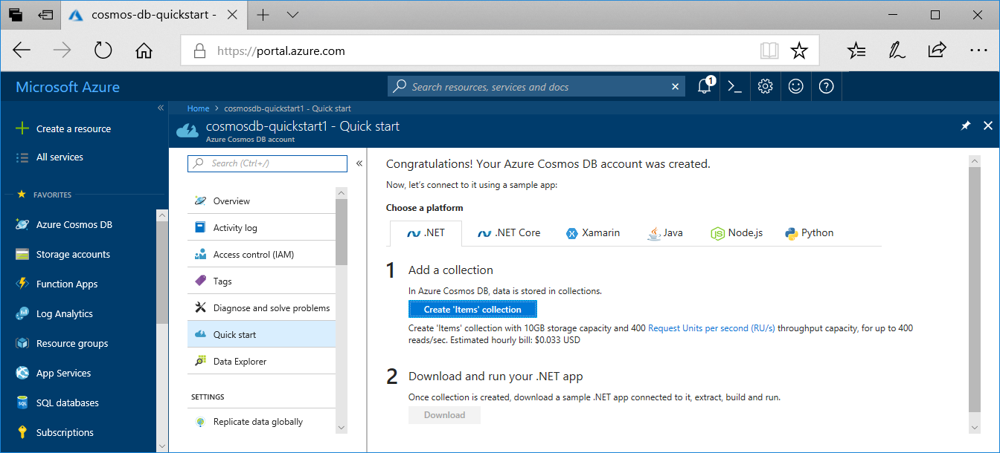 cosmos-db-quickstart -
https://portal.azure.com
Microsoft Azure
Search resources, services and docs
1
Home > cosmosdb-quickstart1 - Quick start
cosmosdb-quickstart1 - Quick start
Azure Cosmos DB account
Create a resource
All services
FAVORITES
Azure Cosmos DB
Storage accounts
Function Apps
Log Analytics
Resource groups
App Services
SQL databases
Subscriptions
Search (Ctrl+/)
Overview
Activity log
Access control (IAM)
Tags
Diagnose and solve problems
Quick start
Data Explorer
SETTINGS
Replicate data globally
Congratulations! Your Azure Cosmos DB account was created.
Now, let's connect to it using a sample app:
Choose a platform
.NET .NET Core Xamarin Java Node.js Python
1 Add a collection
In Azure Cosmos DB, data is stored in collections.
Create 'Items' collection
Create 'Items' collection with 10GB storage capacity and 400 Request Units per second (RU/s) throughput capacity, for up to 400
reads/sec. Estimated hourly bill: $0.033 USD
2 Download and run your .NET app
Once collection is created, download a sample .NET app connected to it, extract, build and run.
Download